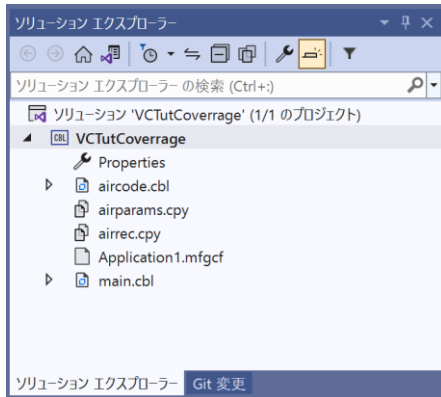 ソリューション エクスプローラー
ソリューション エクスプローラー の検索 (Ctrl+:)
ソリューション 'VCTutCoverrage' (1/1 のプロジェクト)
CBL VCTutCoverrage
Properties
aircode.cbl
airparams.cpy
airrec.cpy
Application1.mfgcf
main.cbl
ソリューション エクスプローラー Git 変更